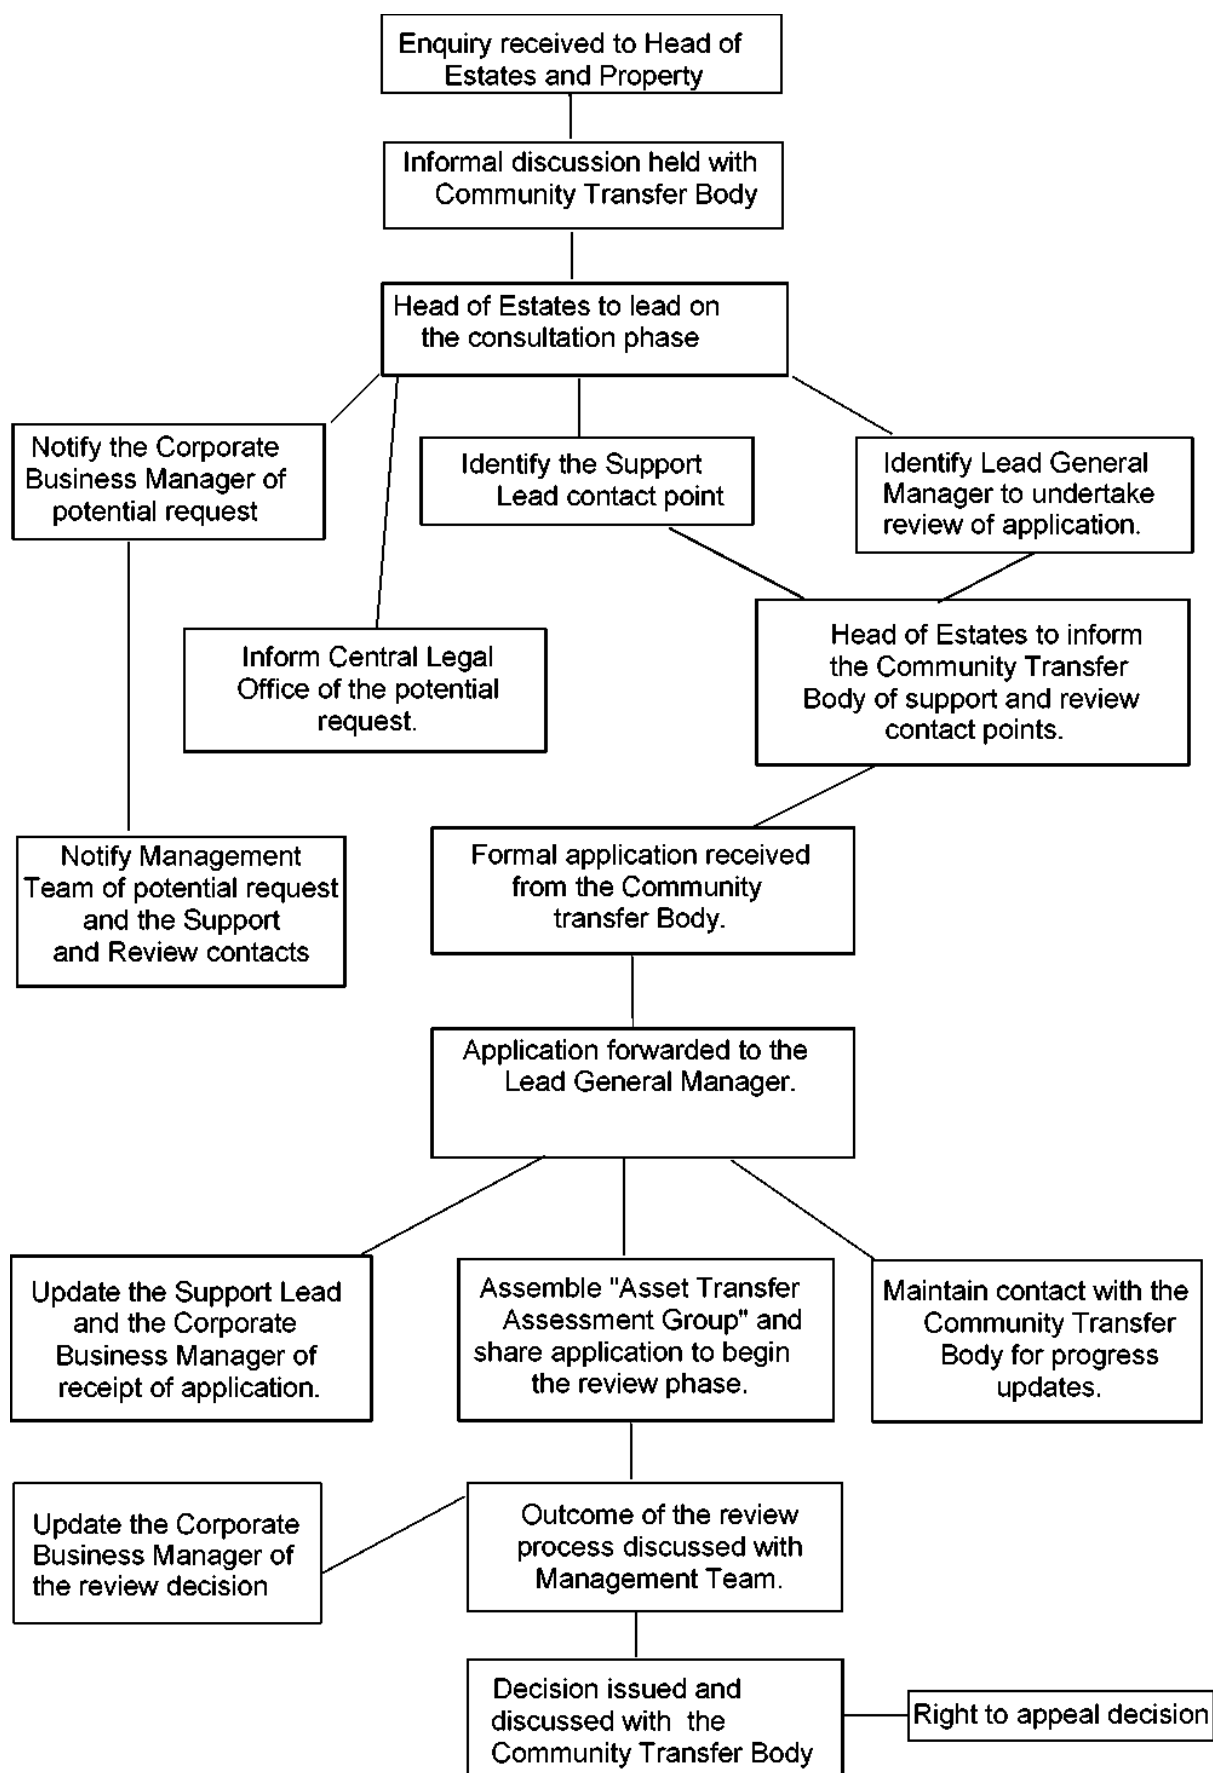 Enquiry received to Head of
Estates and Property
Informal discussion held with
Community Transfer Body
Head of Estates to lead on
the consultation phase
Notify the Corporate
Business Manager of
potential request
Identify the Support
Lead contact point
Identify Lead General
Manager to undertake
review of application.
Inform Central Legal
Office of the potential
request.
Head of Estates to inform
the Community Transfer
Body of support and review
contact points.
Notify Management
Team of potential request
and the Support
and Review contacts
Formal application received
from the Community
transfer Body.
Application forwarded to the
Lead General Manager.
Update the Support Lead
and the Corporate
Business Manager of
receipt of application.
Assemble "Asset Transfer
Assessment Group" and
share application to begin
the review phase.
Maintain contact with the
Community Transfer
Body for progress
updates.
Update the Corporate
Business Manager of
the review decision
Outcome of the review
process discussed with
Management Team.
Decision issued and
discussed with the
Community Transfer Body
Right to appeal decision